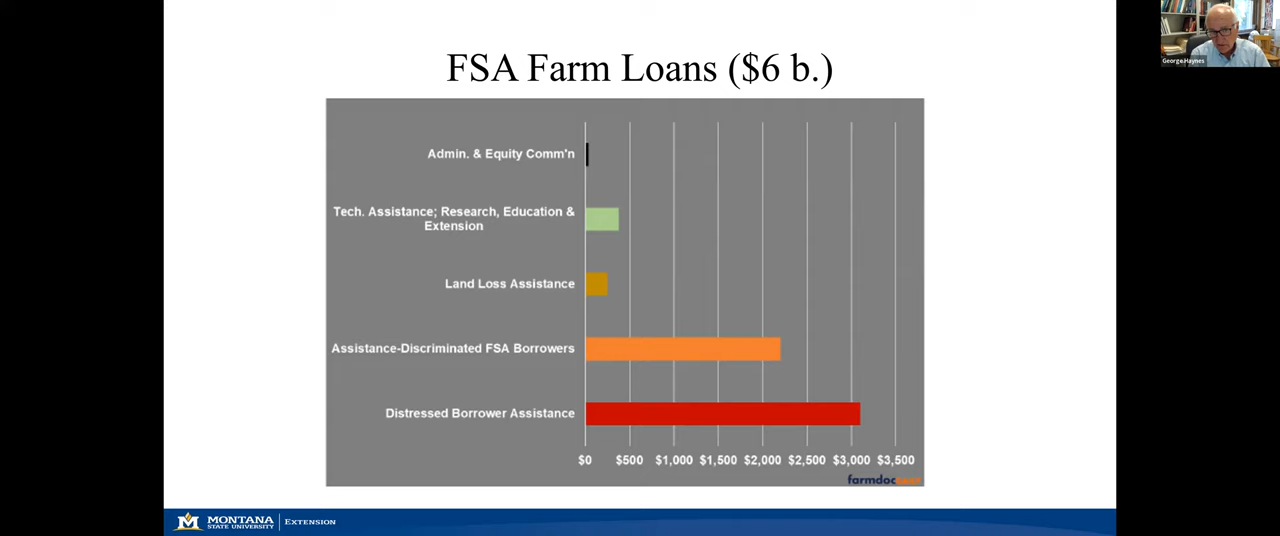 FSA Farm Loans ($6 b.)
George Haynes
Admin. & Equity Comm'n
Tech. Assistance; Research, Education &
Extension
Land Loss Assistance
Assistance-Discriminated FSA Borrowers
Distressed Borrower Assistance
$0 $500 $1,000 $1,500 $2,000 $2,500 $3,000 $3,500
farmdoc
M MONTANA
STATE UNIVERSITY
EXTENSION